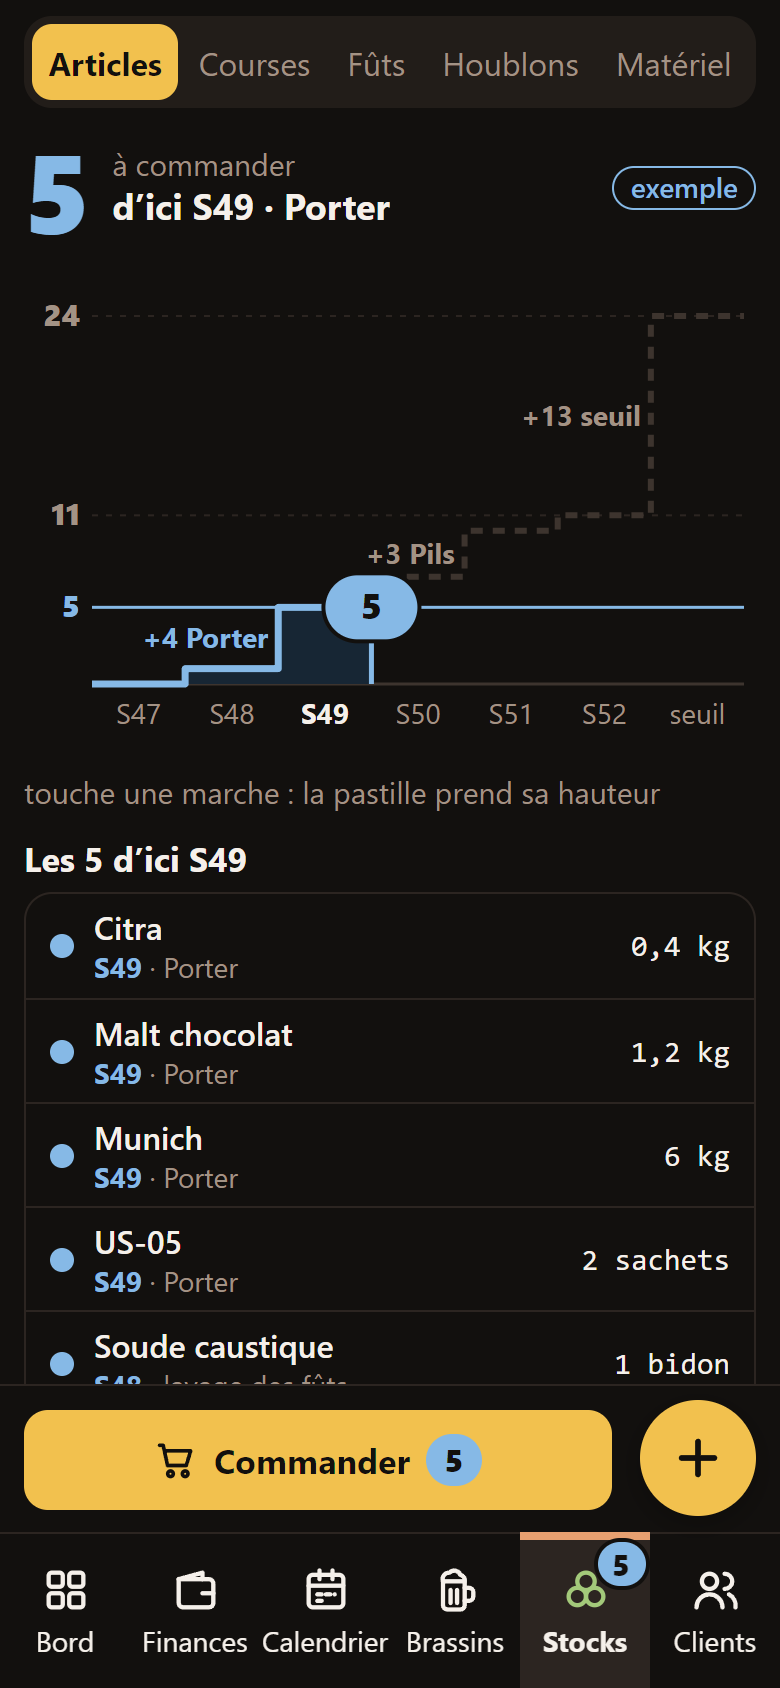 Articles Courses Fûts Houblons Matériel
5
à commander
d’ici S49 · Porter
exemple
24
+13 seuil
11
+3 Pils
5
5
+4 Porter
S47 S48 S49 S50 S51 S52 seuil
touche une marche : la pastille prend sa hauteur
Les 5 d’ici S49
Citra
S49 · Porter
0,4 kg
Malt chocolat
S49 · Porter
1,2 kg
Munich
S49 · Porter
6 kg
US-05
S49 · Porter
2 sachets
Soude caustique
S48 · lavage des fûts
1 bidon
Commander 5
5
Bord Finances Calendrier Brassins Stocks Clients